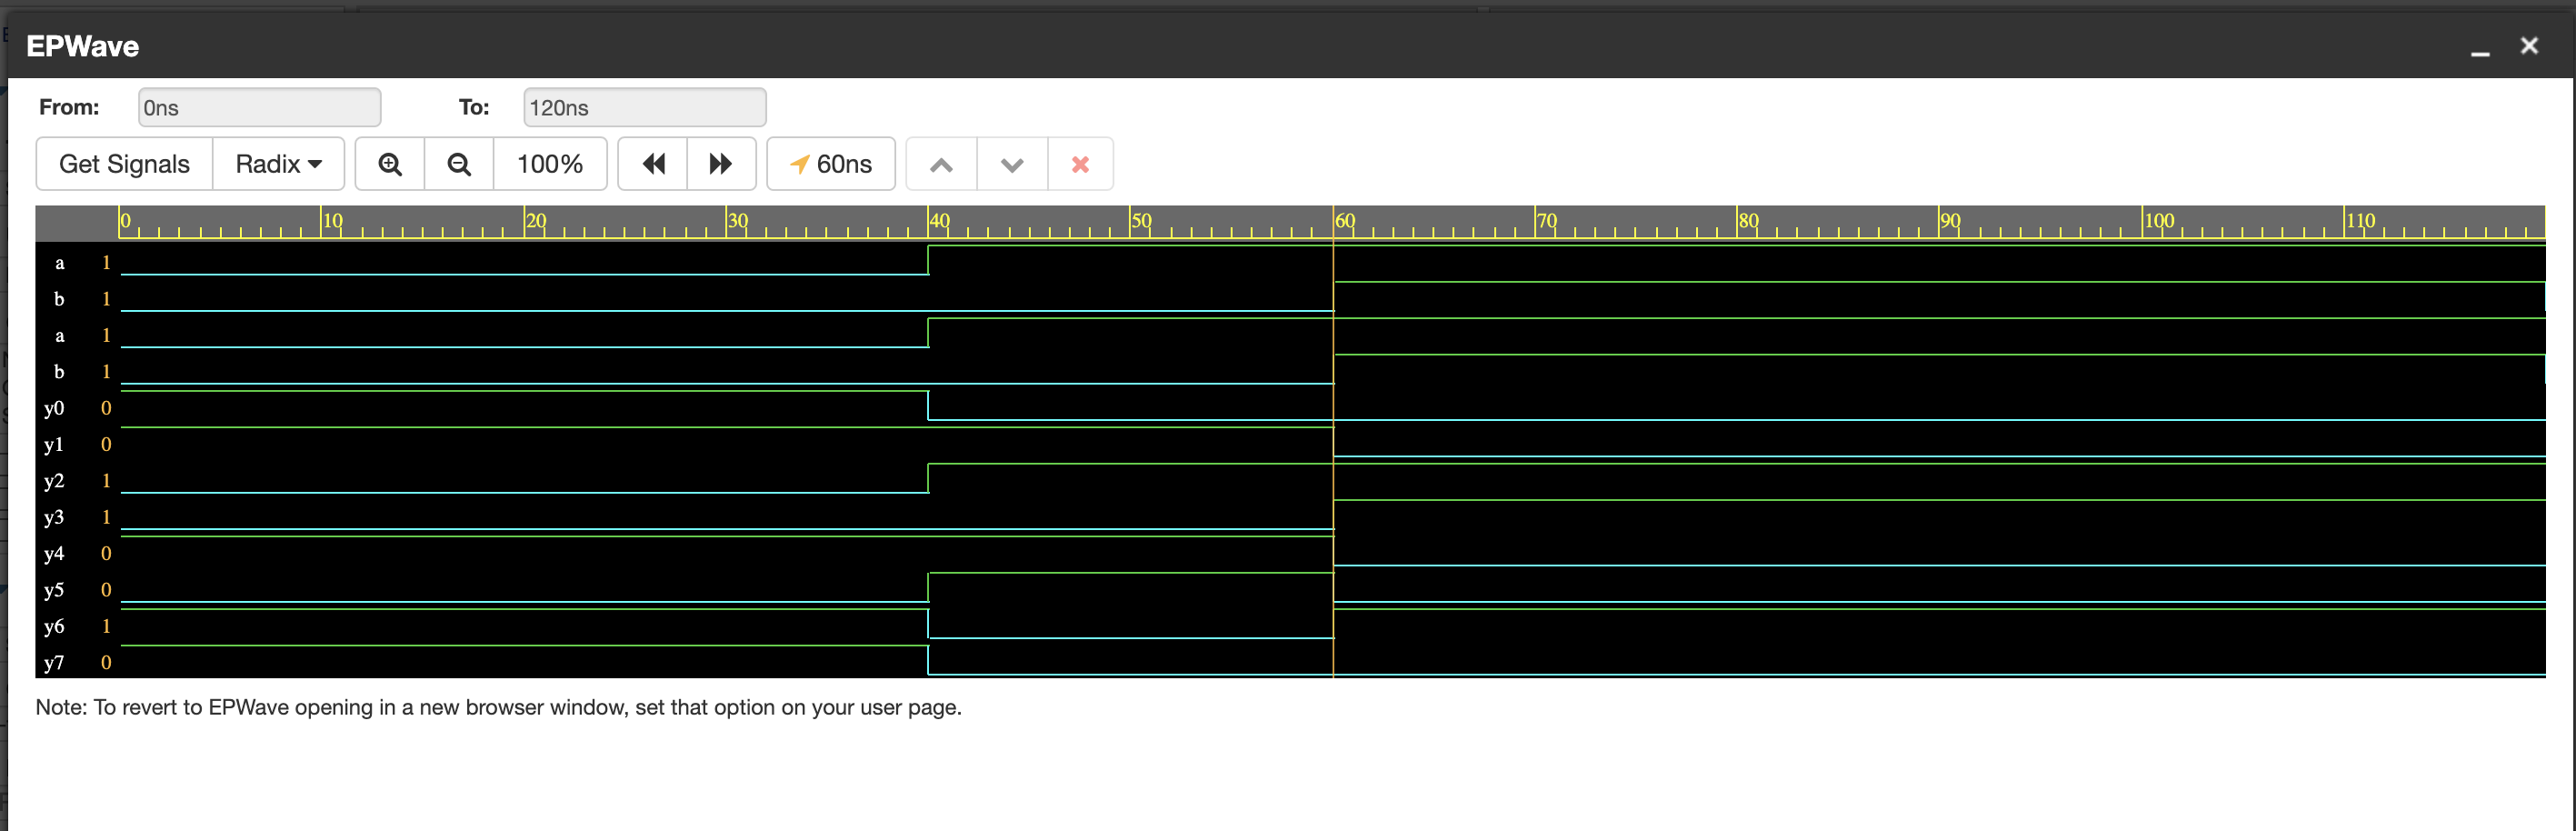 EPWave
From: 0ns To: 120ns
Get Signals Radix 100% 60ns
0 10 20 30 40 50 60 70 80 90 100 110
a 1
b 1
a 1
b 1
y0 0
y1 0
y2 1
y3 1
y4 0
y5 0
y6 1
y7 0
Note: To revert to EPWave opening in a new browser window, set that option on your user page.